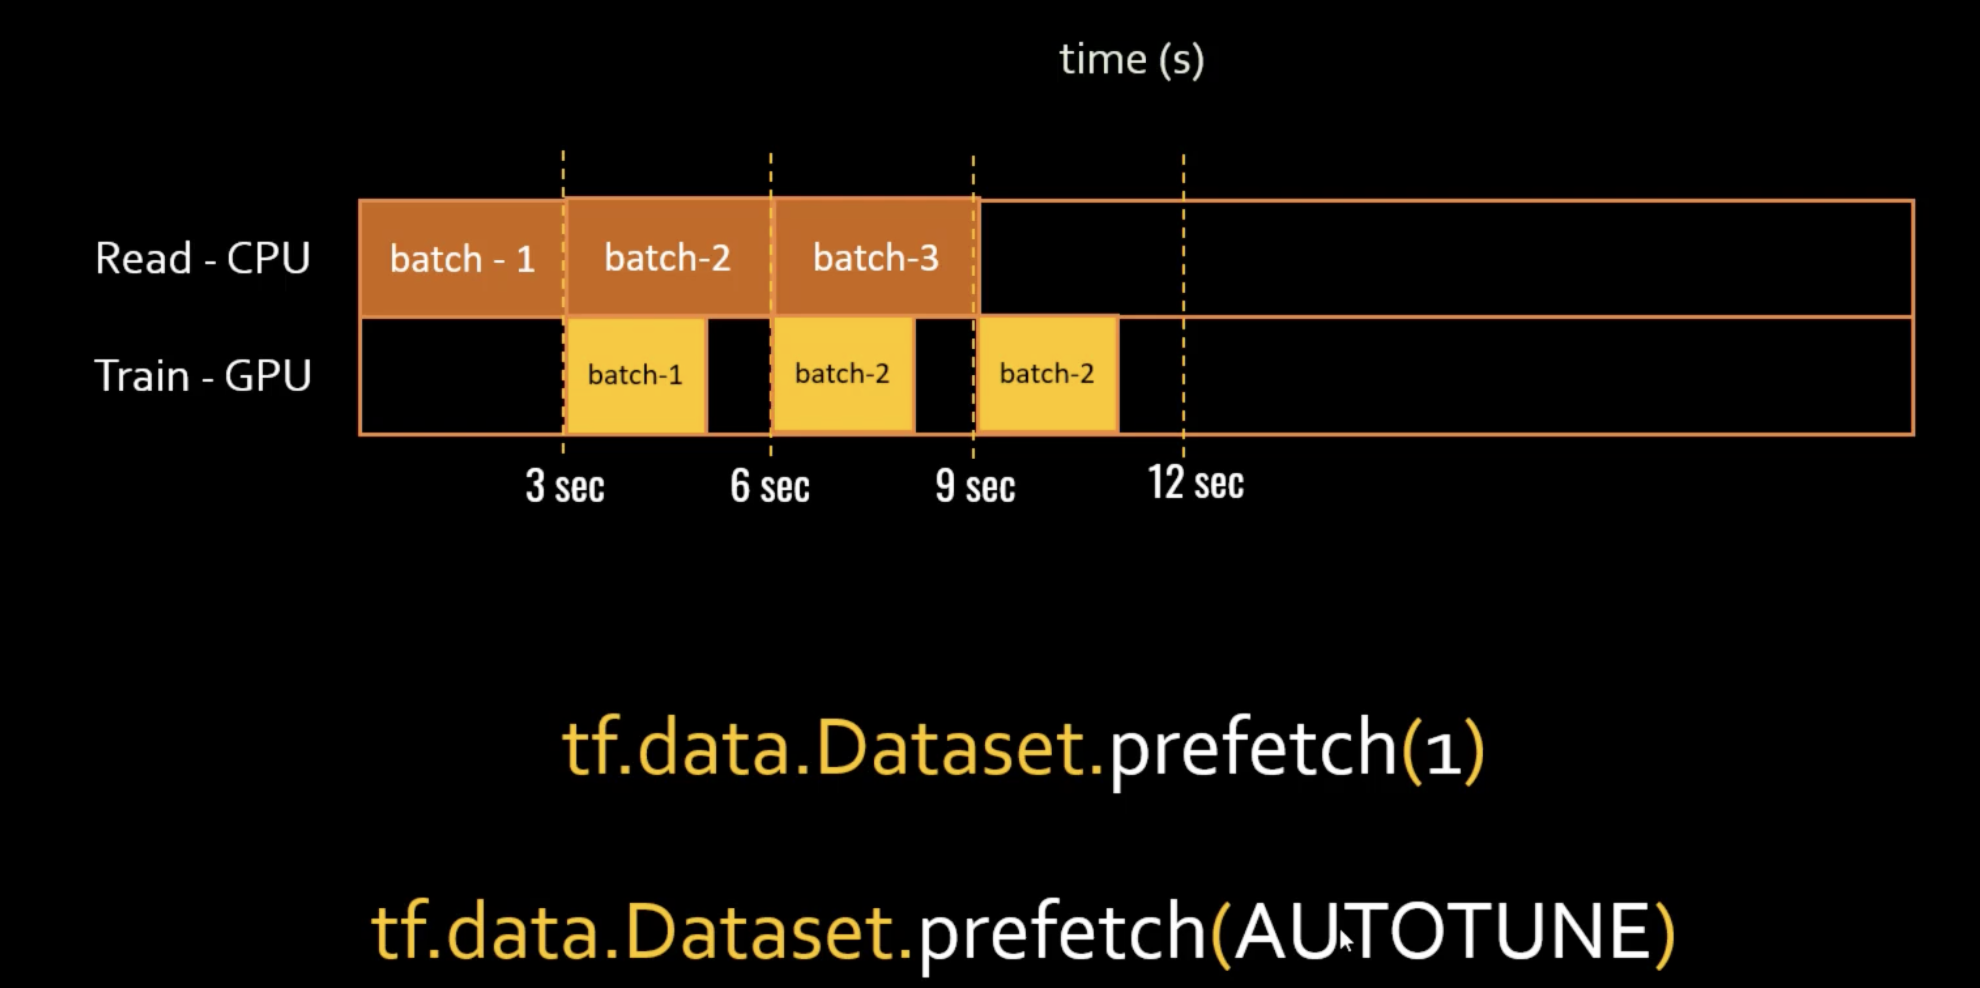 time (s)
Read - CPU
batch - 1
batch-2
batch-3
Train - GPU
batch-1
batch-2
batch-2
3 sec
6 sec
9 sec
12 sec
tf.data.Dataset.prefetch(1)
tf.data.Dataset.prefetch(AUTOTUNE)